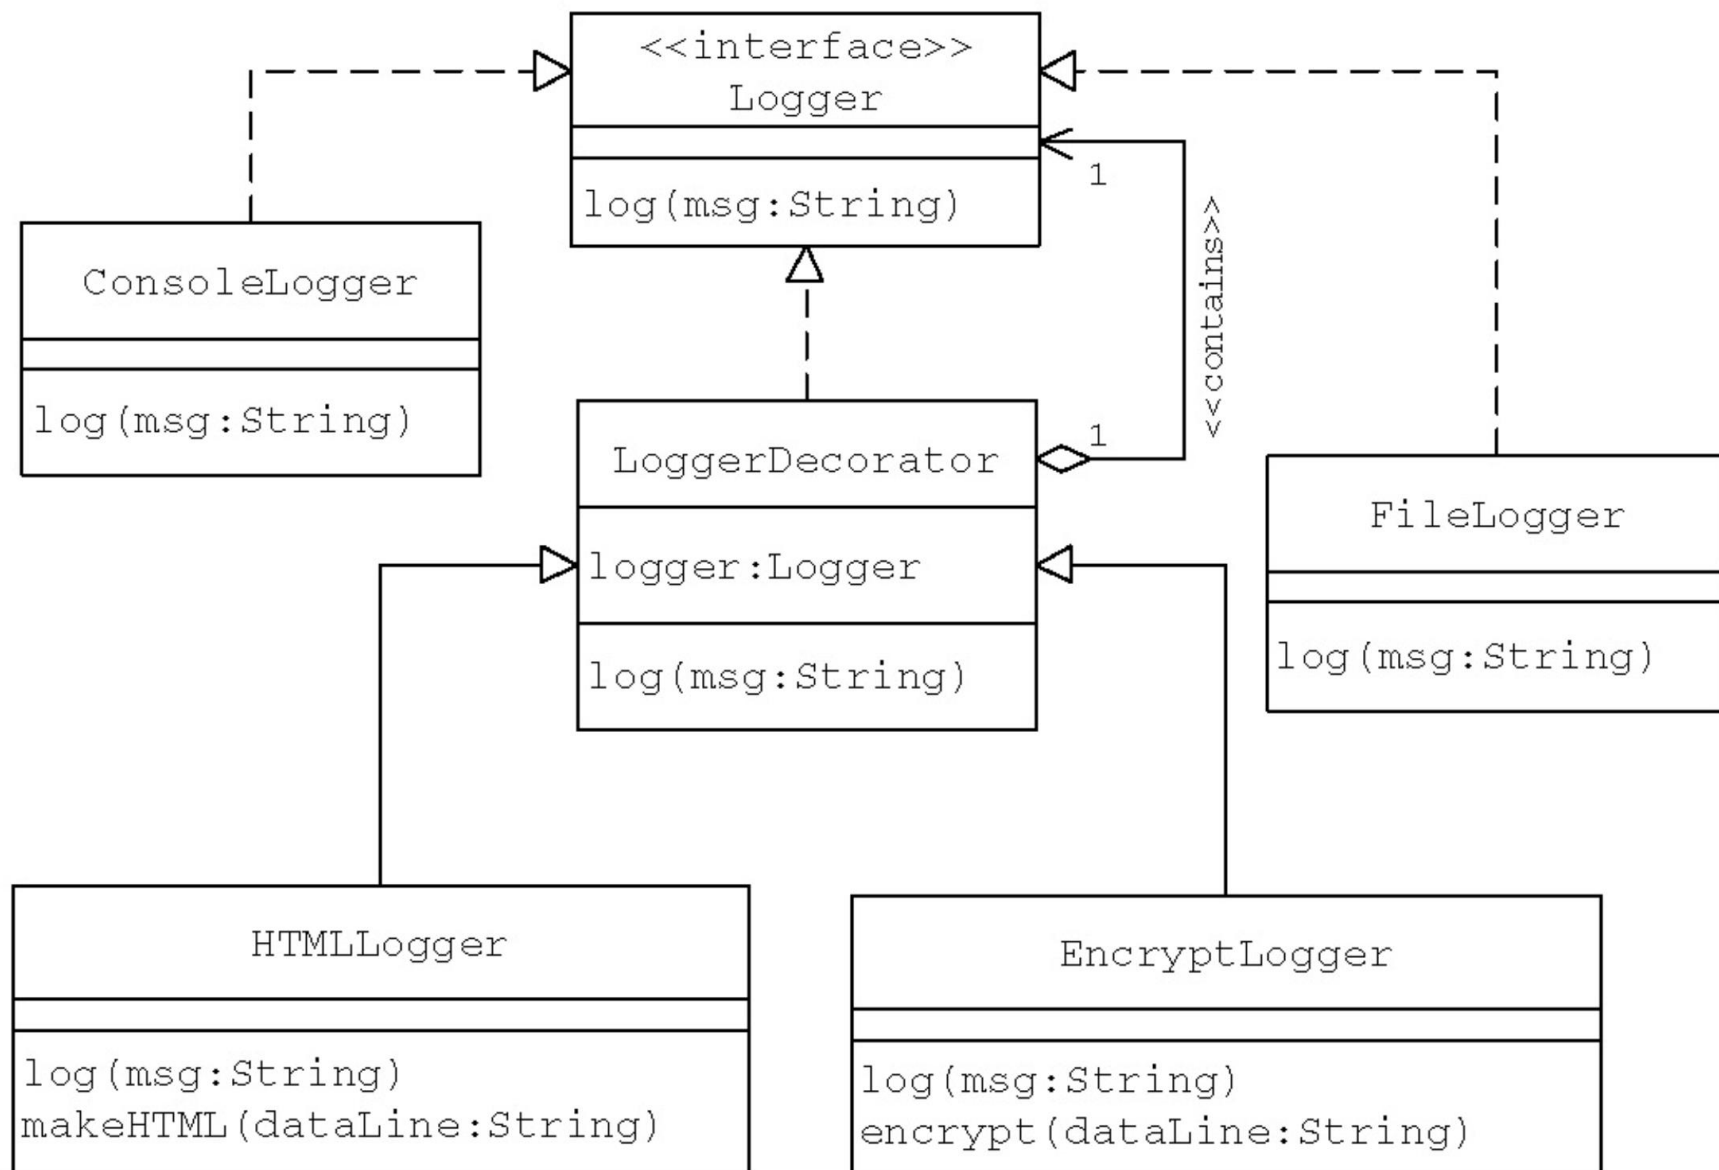 <<interface>>
Logger
log(msg:String)
1
<<contains>>
ConsoleLogger
log(msg:String)
1
LoggerDecorator
logger:Logger
log(msg:String)
FileLogger
log(msg:String)
HTMLLogger
log(msg:String)
makeHTML(dataLine:String)
EncryptLogger
log(msg:String)
encrypt(dataLine:String)